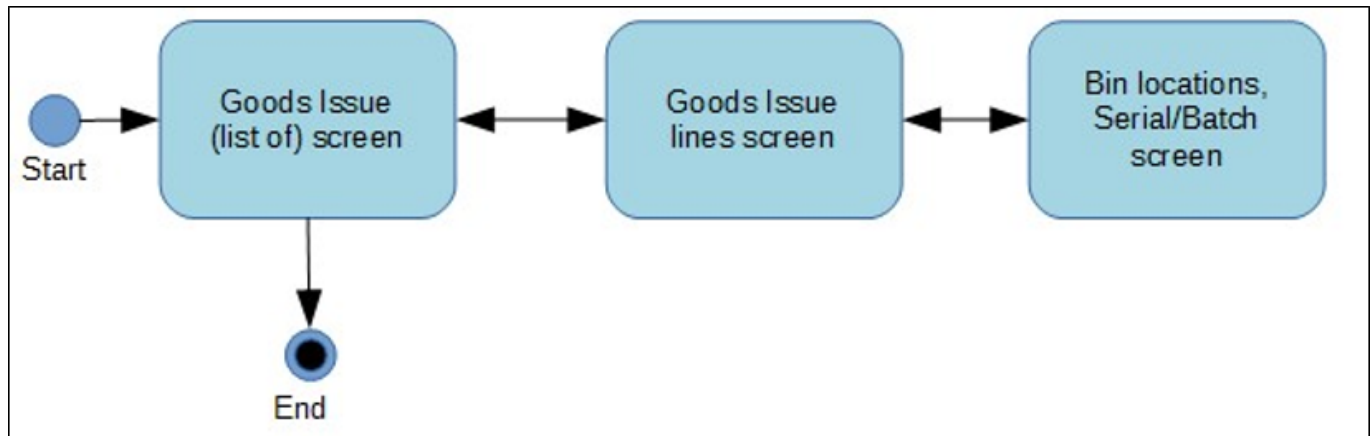 Goods Issue
(list of) screen
Goods Issue
lines screen
Bin locations,
Serial/Batch
screen
Start
End